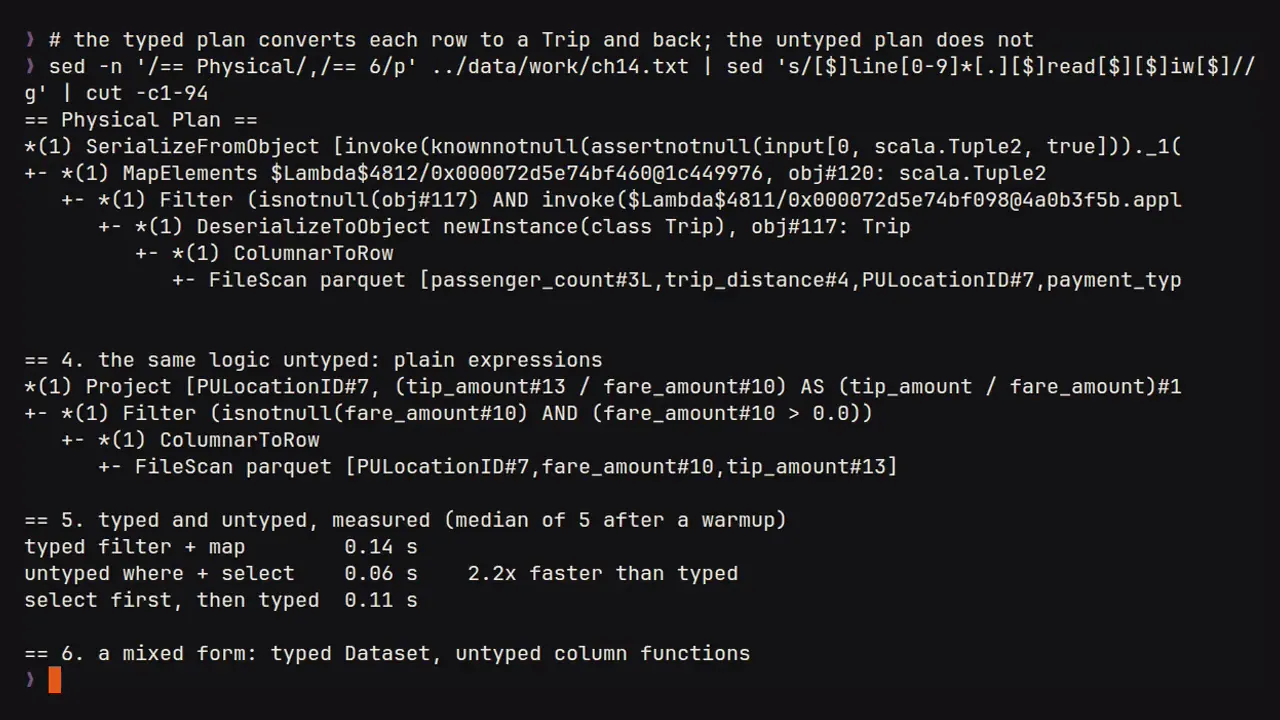 ❯ # the typed plan converts each row to a Trip and back; the untyped plan does not
❯ sed -n '/== Physical/,/== 6/p' ../data/work/ch14.txt | sed 's/[$]line[0-9]*[.][$]read[$][$]iw[$]//
g' | cut -c1-94
== Physical Plan ==
*(1) SerializeFromObject [invoke(knownnotnull(assertnotnull(input[0, scala.Tuple2, true]))._1(
+- *(1) MapElements $Lambda$4812/0x000072d5e74bf460@1c449976, obj#120: scala.Tuple2
   +- *(1) Filter (isnotnull(obj#117) AND invoke($Lambda$4811/0x000072d5e74bf098@4a0b3f5b.appl
      +- *(1) DeserializeToObject newInstance(class Trip), obj#117: Trip
         +- *(1) ColumnarToRow
            +- FileScan parquet [passenger_count#3L,trip_distance#4,PULocationID#7,payment_typ
== 4. the same logic untyped: plain expressions
*(1) Project [PULocationID#7, (tip_amount#13 / fare_amount#10) AS (tip_amount / fare_amount)#1
+- *(1) Filter (isnotnull(fare_amount#10) AND (fare_amount#10 > 0.0))
   +- *(1) ColumnarToRow
      +- FileScan parquet [PULocationID#7,fare_amount#10,tip_amount#13]
== 5. typed and untyped, measured (median of 5 after a warmup)
typed filter + map        0.14 s
untyped where + select    0.06 s    2.2x faster than typed
select first, then typed  0.11 s
== 6. a mixed form: typed Dataset, untyped column functions
❯